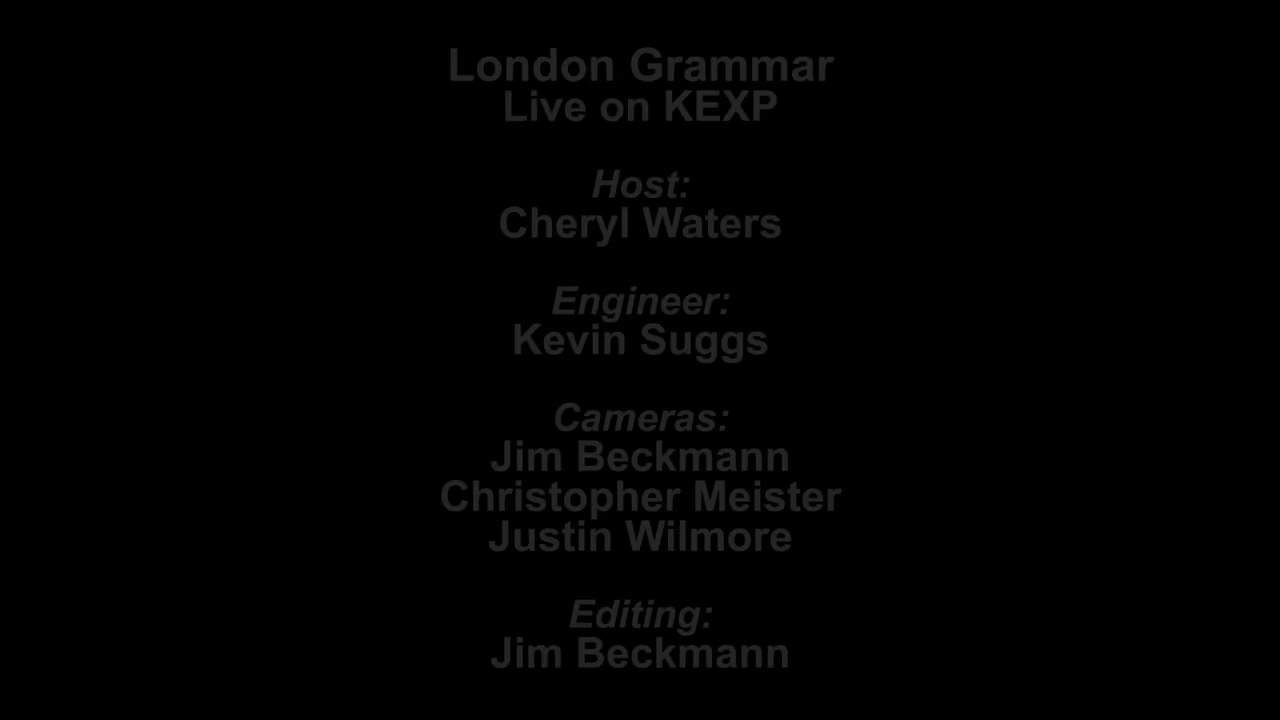 London Grammar
Live on KEXP
Host:
Cheryl Waters
Engineer:
Kevin Suggs
Cameras:
Jim Beckmann
Christopher Meister
Justin Wilmore
Editing:
Jim Beckmann